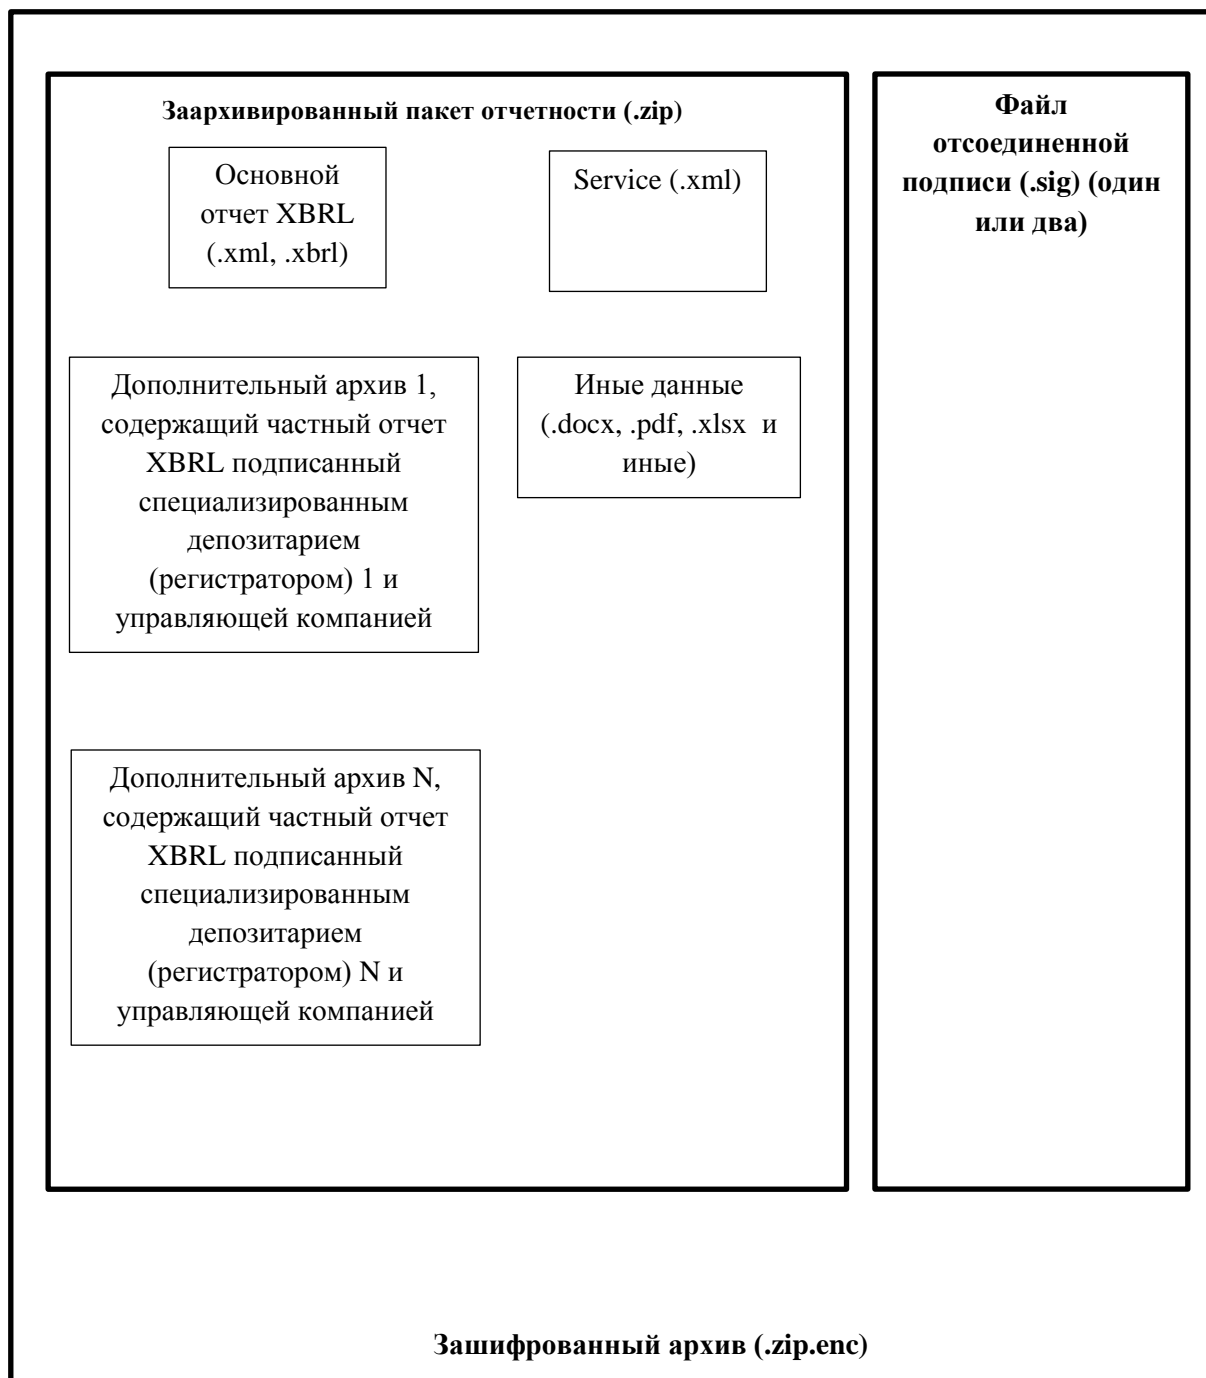 Заархивированный пакет отчетности (.zip)
Основной
отчет XBRL
(.xml, .xbrl)
Service (.xml)
Дополнительный архив 1,
содержащий частный отчет
XBRL подписанный
специализированным
депозитарием
(регистратором) 1 и
управляющей компанией
Иные данные
(.docx, .pdf, .xlsx и
иные)
Дополнительный архив N,
содержащий частный отчет
XBRL подписанный
специализированным
депозитарием
(регистратором) N и
управляющей компанией
Файл
отсоединенной
подписи (.sig) (один
или два)
Зашифрованный архив (.zip.enc)